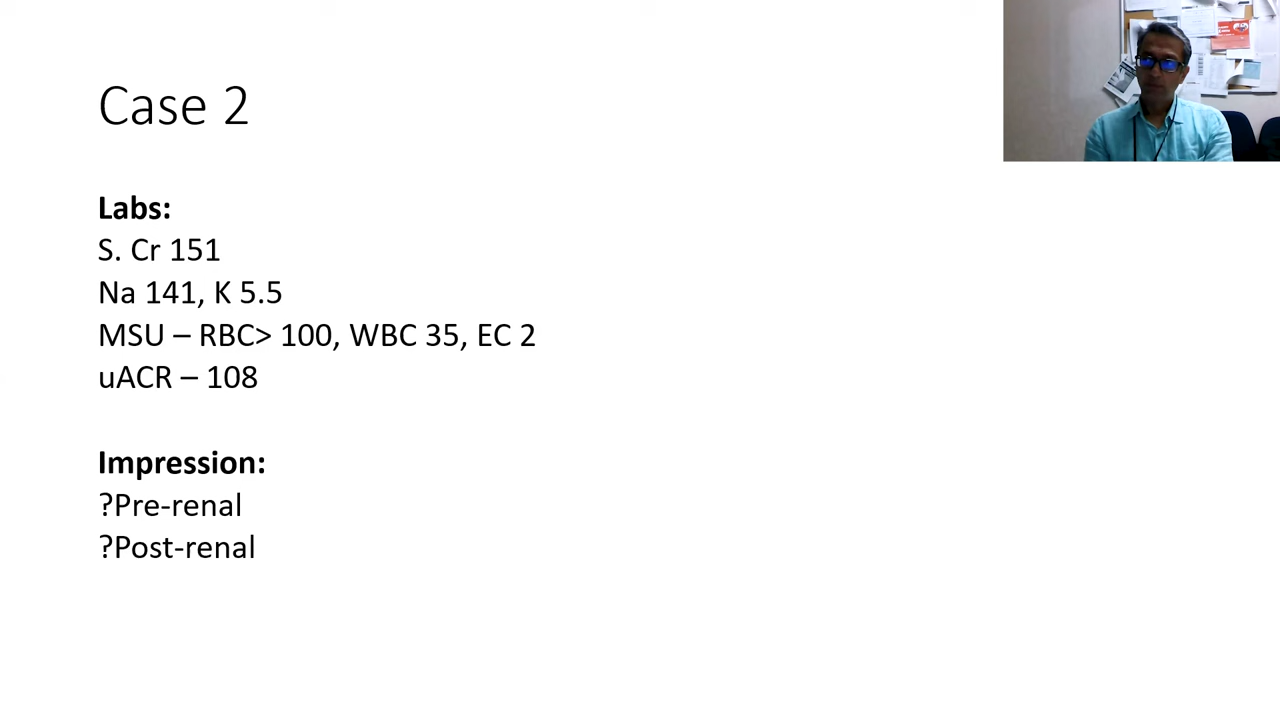 Case 2
Labs:
S. Cr 151
Na 141, K 5.5
MSU – RBC> 100, WBC 35, EC 2
uACR – 108
Impression:
?Pre-renal
?Post-renal